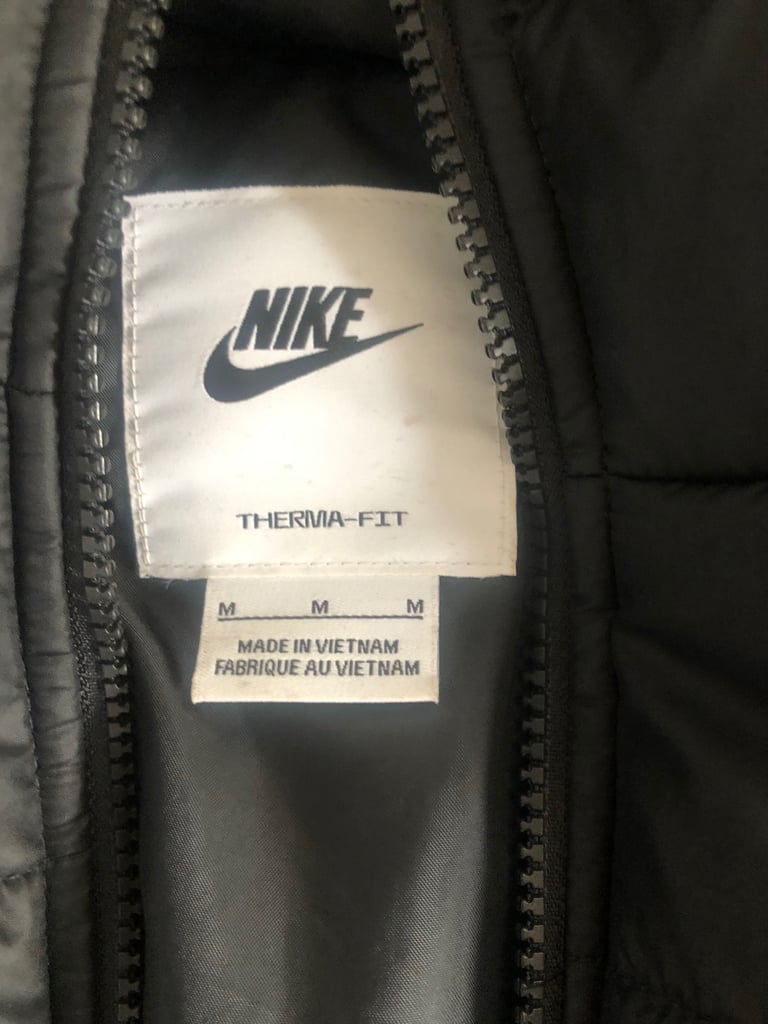 NIKE
THERMA-FIT
M M M
MADE IN VIETNAM
FABRIQUE AU VIETNAM